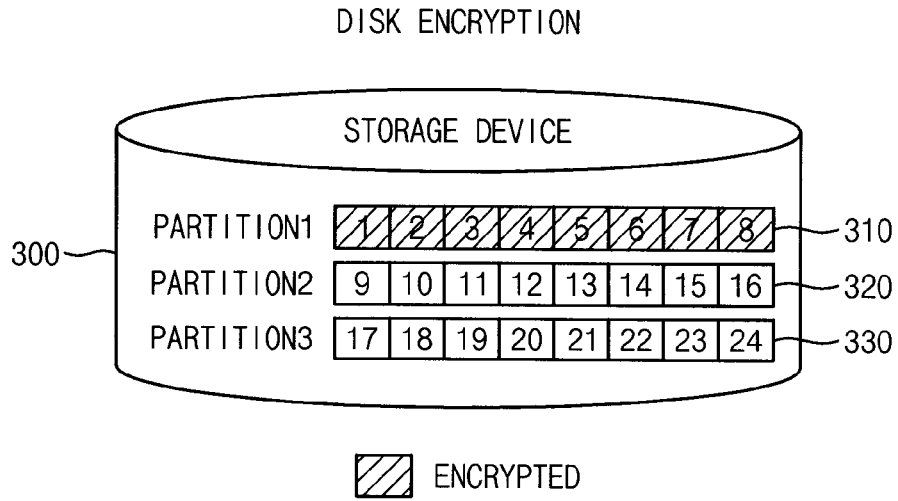 DISK ENCRYPTION
STORAGE DEVICE
PARTITION1 1 2 3 4 5 6 7 8 310
300
PARTITION2 9 10 11 12 13 14 15 16 320
PARTITION3 17 18 19 20 21 22 23 24 330
ENCRYPTED